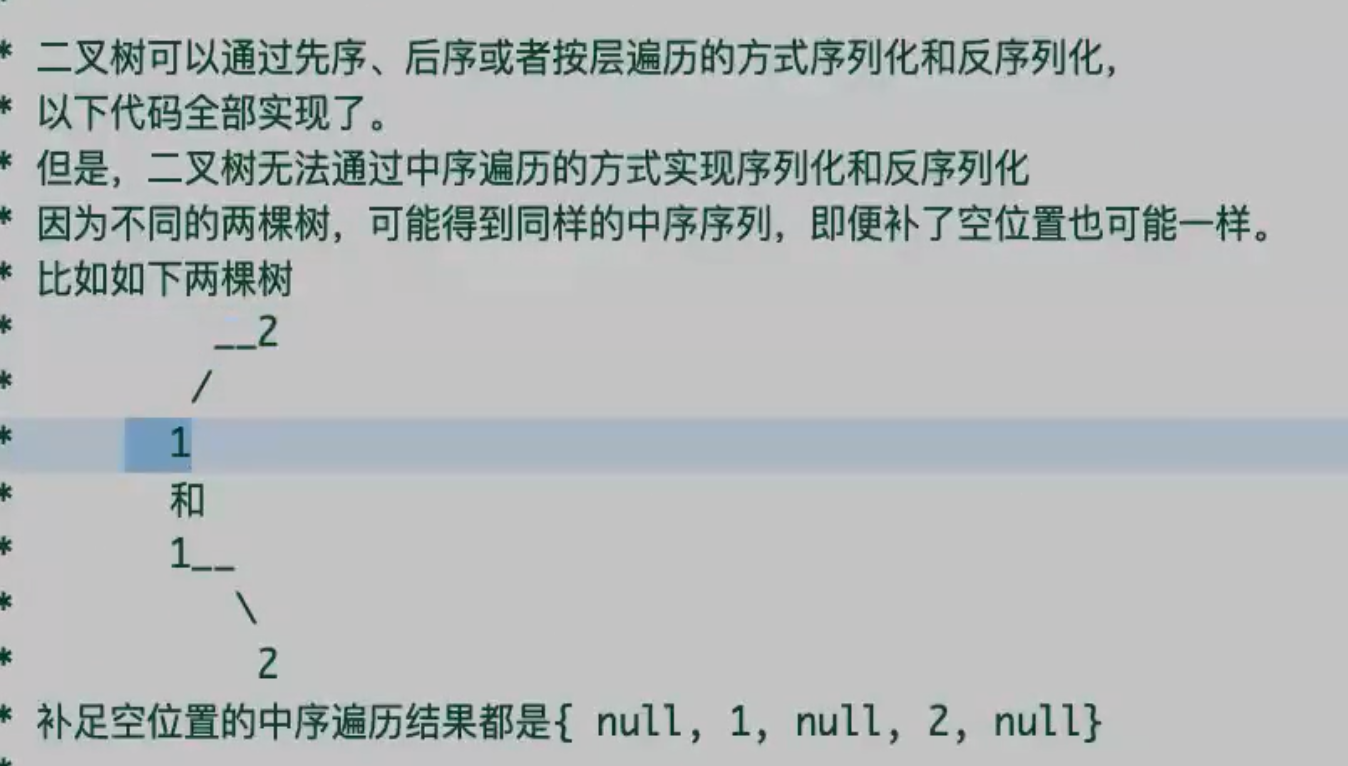 * 二叉树可以通过先序、后序或者按层遍历的方式序列化和反序列化，
* 以下代码全部实现了。
* 但是，二叉树无法通过中序遍历的方式实现序列化和反序列化
* 因为不同的两棵树，可能得到同样的中序序列，即便补了空位置也可能一样。
* 比如如下两棵树
*         __2
*        /
*       1
*       和
*       1__
*          \
*           2
* 补足空位置的中序遍历结果都是{ null, 1, null, 2, null}
*